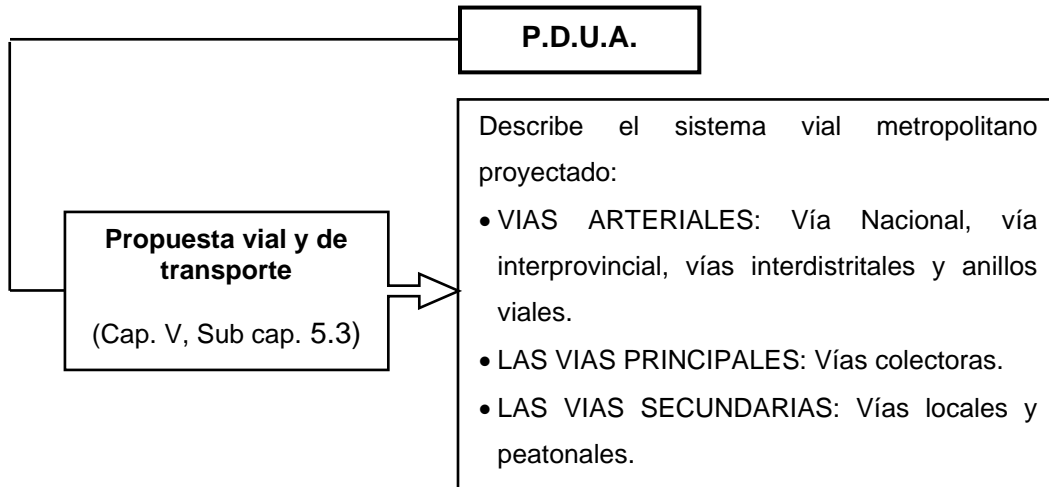 P.D.U.A.
Propuesta vial y de
transporte
(Cap. V, Sub cap. 5.3)
Describe el sistema vial metropolitano
proyectado:
• VIAS ARTERIALES: Vía Nacional, vía
interprovincial, vías interdistritales y anillos
viales.
• LAS VIAS PRINCIPALES: Vías colectoras.
• LAS VIAS SECUNDARIAS: Vías locales y
peatonales.